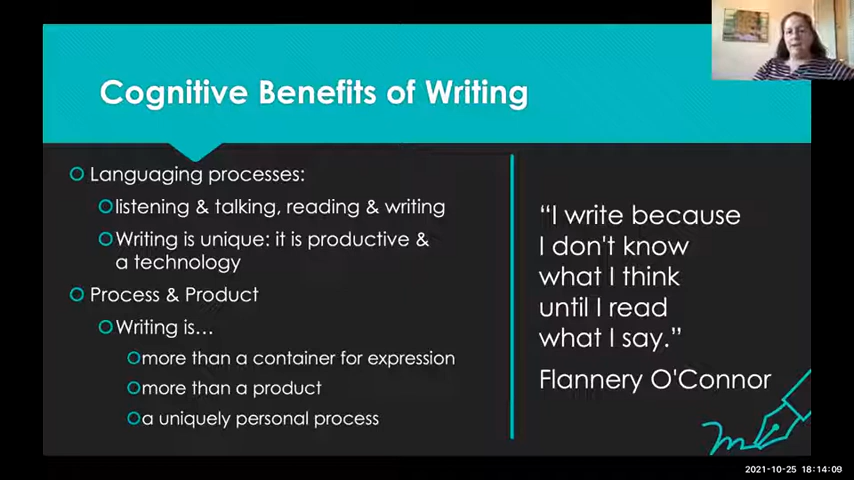 Cognitive Benefits of Writing
Languaging processes:
listening & talking, reading & writing
Writing is unique: it is productive &
a technology
Process & Product
Writing is…
more than a container for expression
more than a product
a uniquely personal process
“I write because
I don't know
what I think
until I read
what I say.”
Flannery O'Connor
2021-10-25 18:14:09